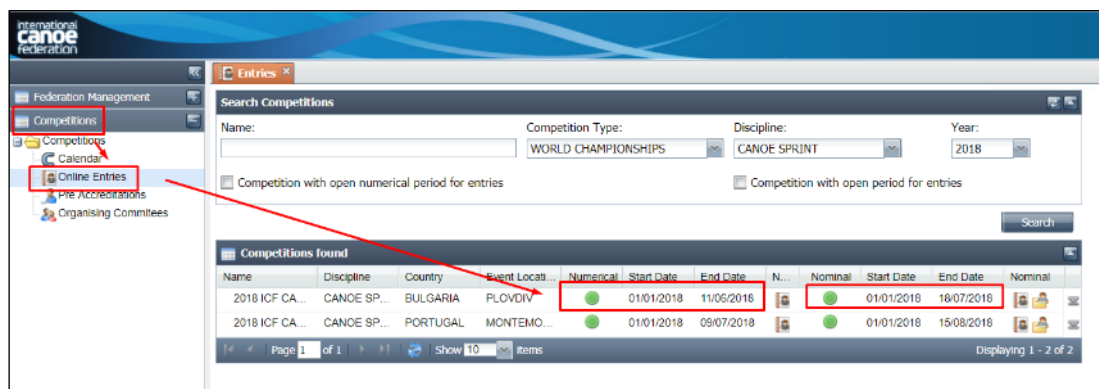 international
canoe
federation
Entries
Federation Management
Competitions
Competitions
Calendar
Online Entries
Pre Accreditations
Organising Commitees
Search Competitions
Name: Competition Type: Discipline: Year:
WORLD CHAMPIONSHIPS CANOE SPRINT 2018
Competition with open numerical period for entries Competition with open period for entries
Search
Competitions found
Name Discipline Country Event Locati... Numerical Start Date End Date N... Nominal Start Date End Date Nominal
2018 ICF CA... CANOE SP... BULGARIA PLOVDIV 01/01/2018 11/06/2018 01/01/2018 18/07/2018
2018 ICF CA... CANOE SP... PORTUGAL MONTEMO... 01/01/2018 09/07/2018 01/01/2018 15/08/2018
Page 1 of 1 Show 10 items Displaying 1 - 2 of 2